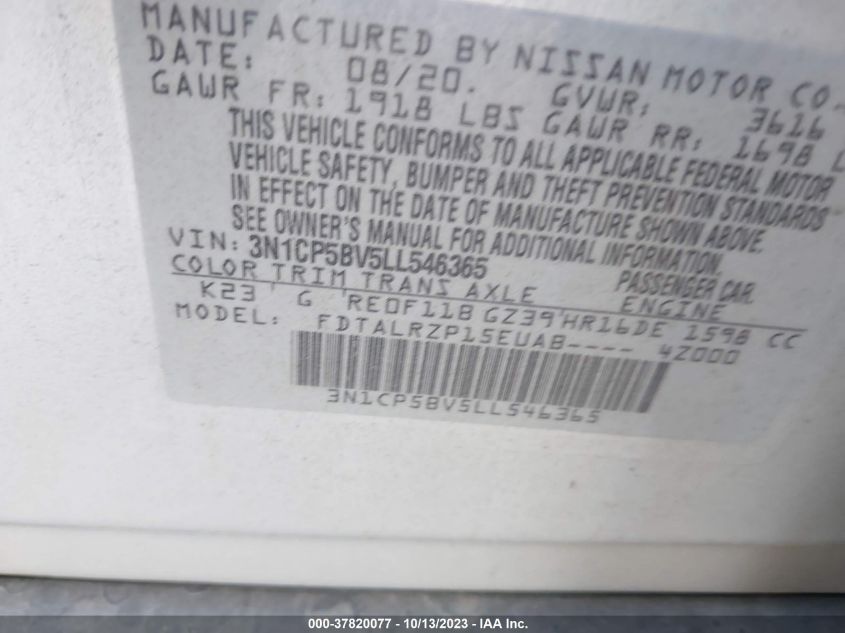 MANUFACTURED BY NISSAN MOTOR CO.
DATE: 08/20. GVWR: 3616
GAWR FR: 1918 LBS GAWR RR: 1698 L
THIS VEHICLE CONFORMS TO ALL APPLICABLE FEDERAL MOTOR
VEHICLE SAFETY, BUMPER AND THEFT PREVENTION STANDARDS
IN EFFECT ON THE DATE OF MANUFACTURE SHOWN ABOVE.
SEE OWNER'S MANUAL FOR ADDITIONAL INFORMATION.
VIN: 3N1CP5BV5LL546365 PASSENGER CAR.
COLOR TRIM TRANS AXLE ENGINE
K23 G RE0F11B GZ39 HR16DE 1598 CC
MODEL: FDTALRZP15EUAB---- 42000
3N1CP5BV5LL546365
000-37820077 - 10/13/2023 - IAA Inc.